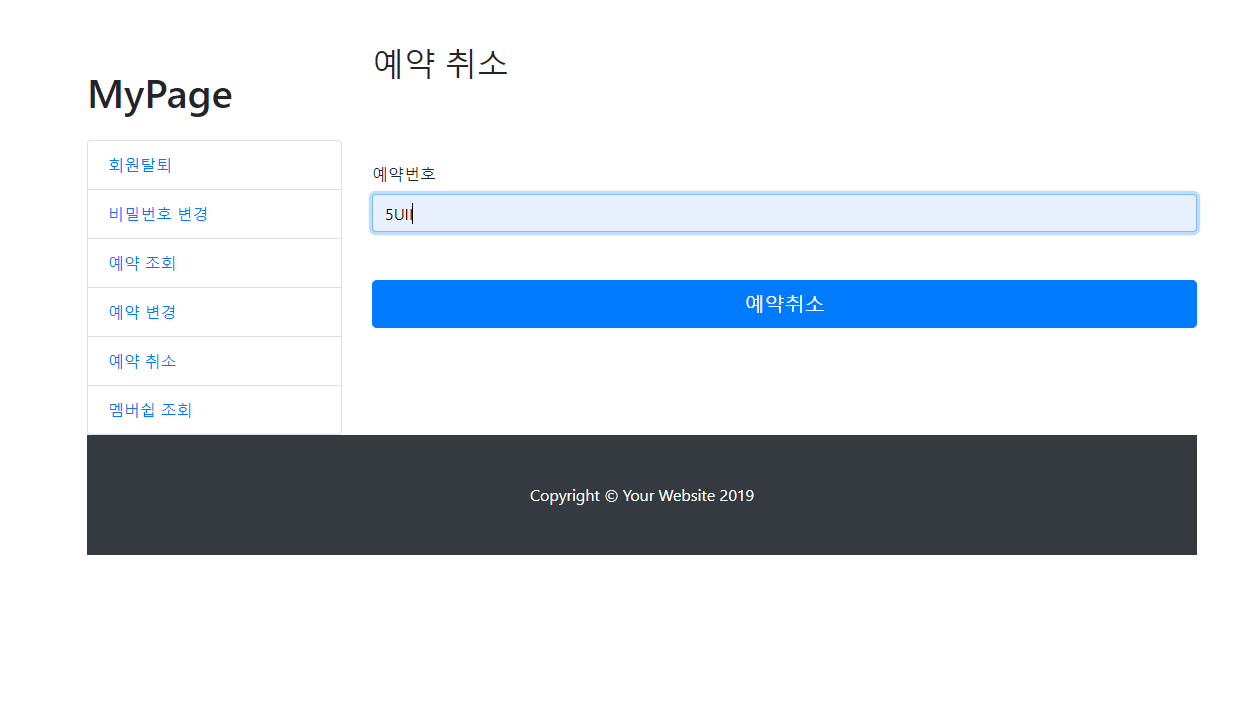 예약 취소
MyPage
회원탈퇴
비밀번호 변경
예약 조회
예약 변경
예약 취소
멤버쉽 조회
예약번호
예약취소
Copyright © Your Website 2019